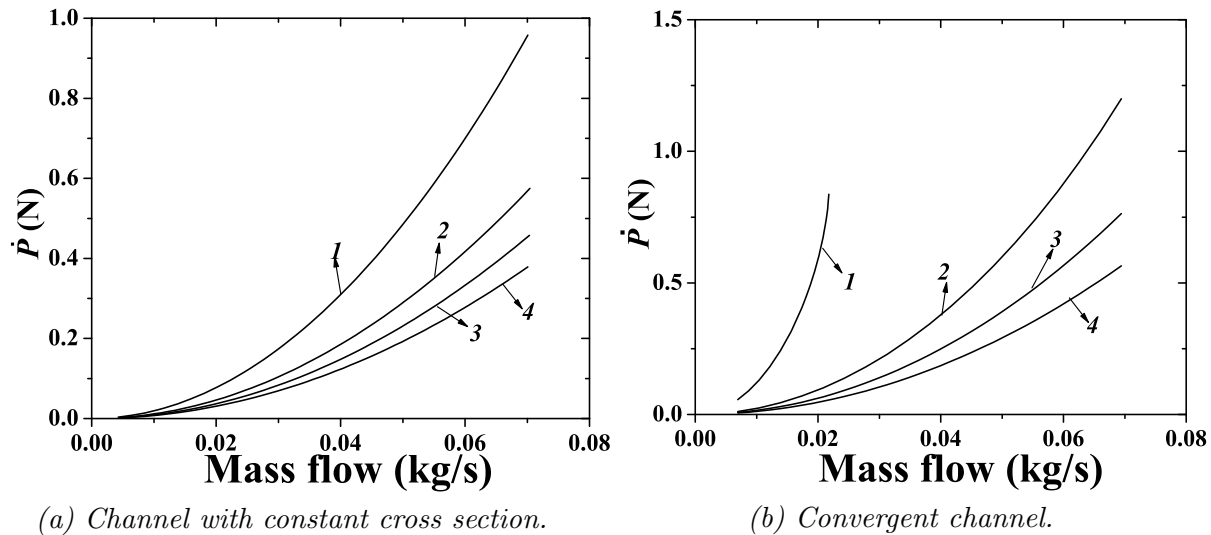 1.0
0.8
0.6
0.4
0.2
0.0
Ṗ (N)
1
2
3
4
0.00 0.02 0.04 0.06 0.08
Mass flow (kg/s)
(a) Channel with constant cross section.
1.5
1.0
0.5
0.0
Ṗ (N)
1
2
3
4
0.00 0.02 0.04 0.06 0.08
Mass flow (kg/s)
(b) Convergent channel.